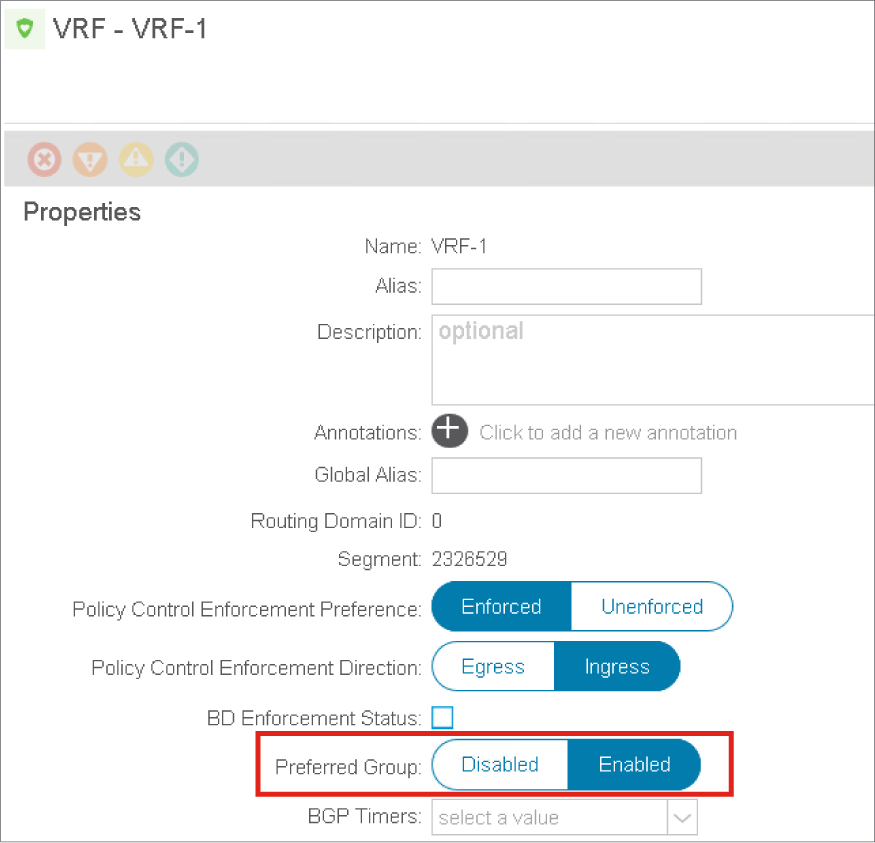 VRF - VRF-1
Properties
Name: VRF-1
Alias:
Description: optional
Annotations: Click to add a new annotation
Global Alias:
Routing Domain ID: 0
Segment: 2326529
Policy Control Enforcement Preference: Enforced Unenforced
Policy Control Enforcement Direction: Egress Ingress
BD Enforcement Status:
Preferred Group: Disabled Enabled
BGP Timers: select a value